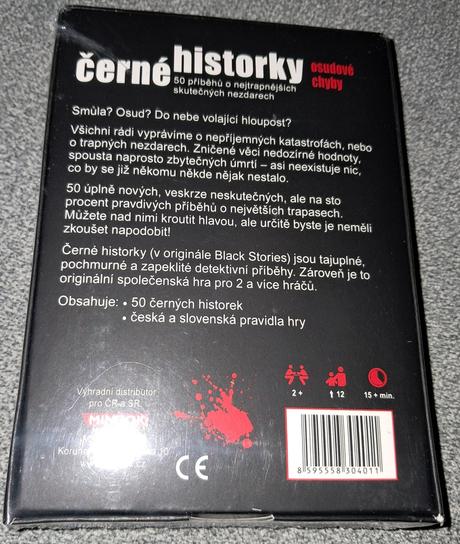 černé historky osudové chyby
50 příběhů o nejtrapnějších
skutečných nezdarech
Smůla? Osud? Do nebe volající hloupost?
Všichni rádi vyprávíme o nepříjemných katastrofách, nebo
o trapných nezdarech. Zničené věci nedozírné hodnoty,
spousta naprosto zbytečných úmrtí – asi neexistuje nic,
co by se již někomu někde nějak nestalo.
50 úplně nových, veskrze neskutečných, ale na sto
procent pravdivých příběhů o největších trapasech.
Můžete nad nimi kroutit hlavou, ale určitě byste je neměli
zkoušet napodobit!
Černé historky (v originále Black Stories) jsou tajuplné,
pochmurné a zapeklité detektivní příběhy. Zároveň je to
originální společenská hra pro 2 a více hráčů.
Obsahuje: • 50 černých historek
• česká a slovenská pravidla hry
Výhradní distributor
pro ČR a SR
2+ 12 15+ min.
CE
8 595558 304011